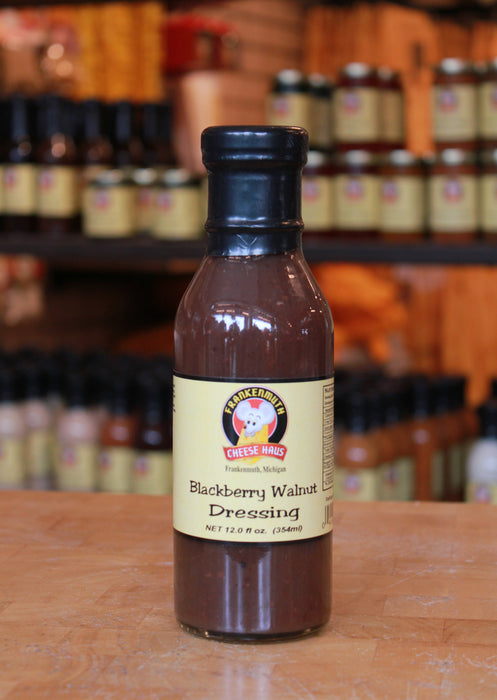 FRANKENMUTH
CHEESE HAUS
Frankenmuth, Michigan
Blackberry Walnut
Dressing
NET 12.0 fl oz. (354ml)